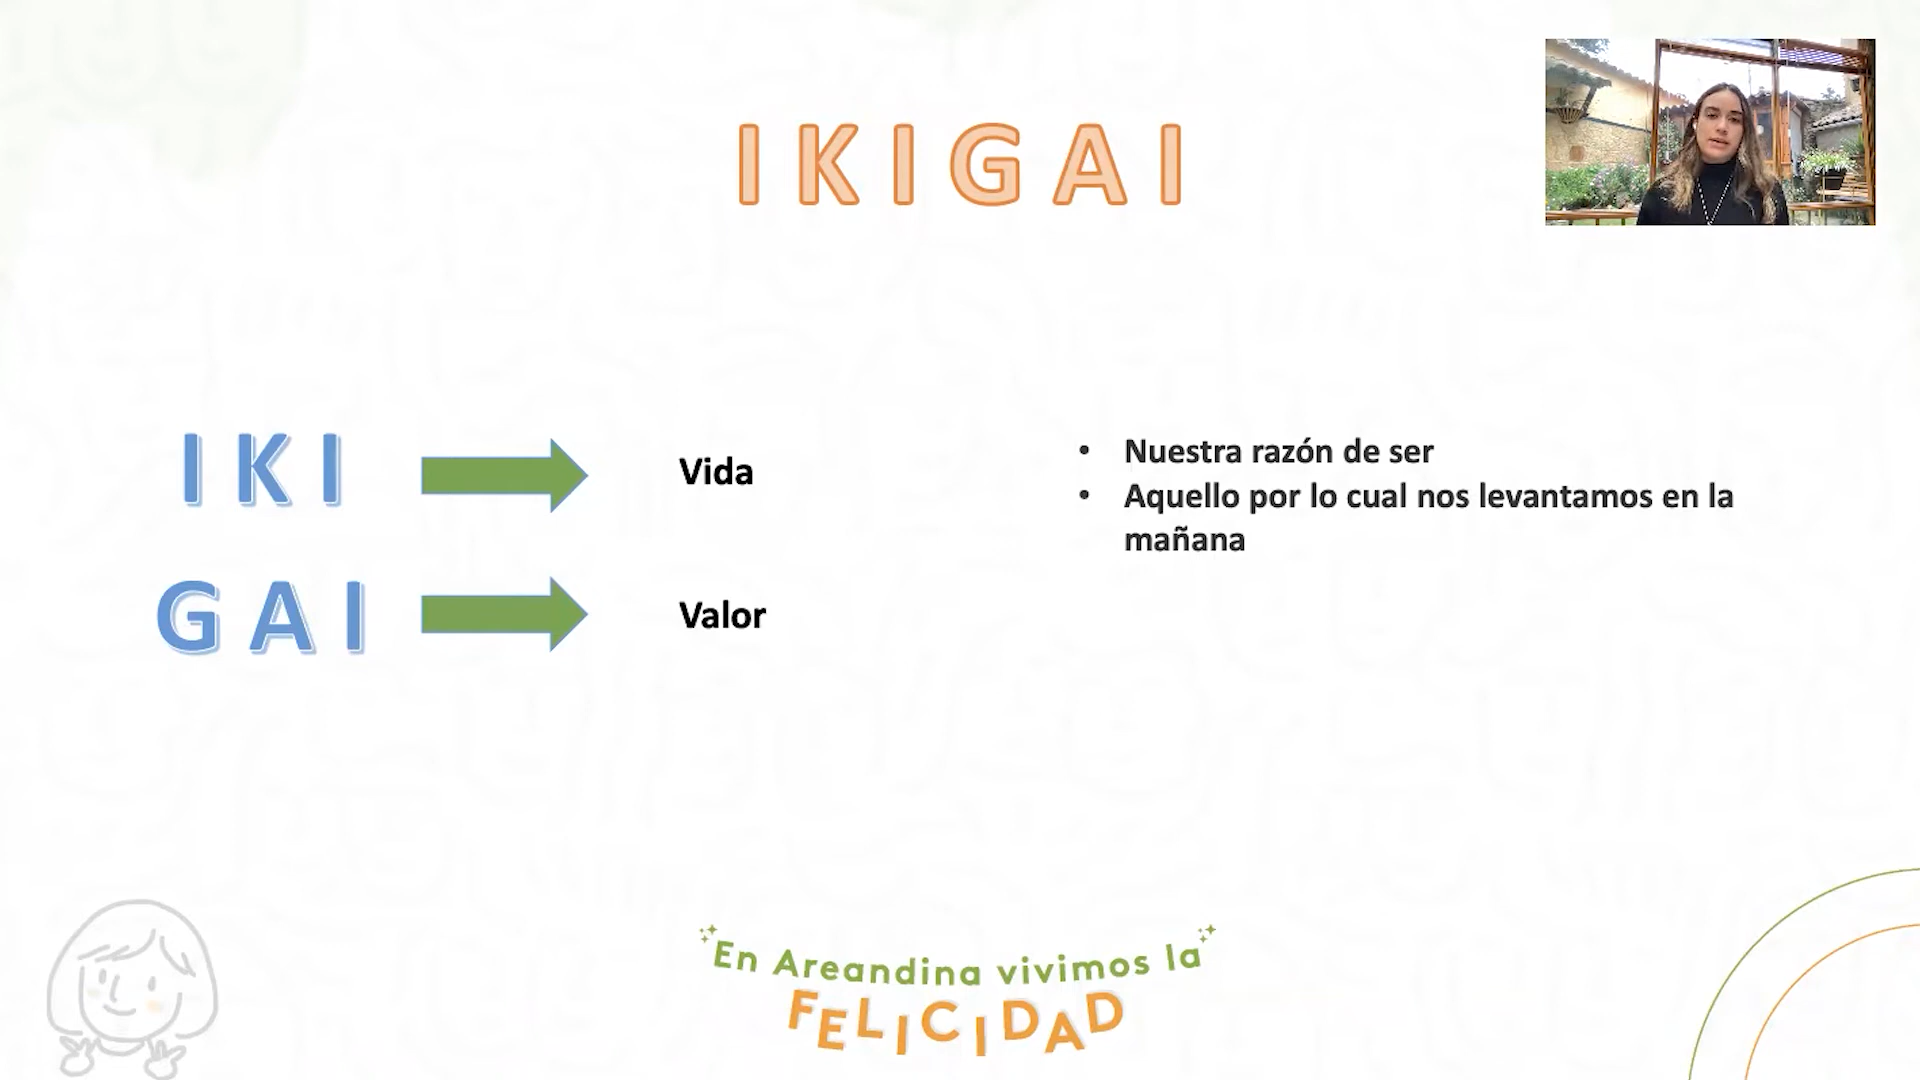 IKIGAI
IKI
Vida
GAI
Valor
• Nuestra razón de ser
• Aquello por lo cual nos levantamos en la
mañana
En Areandina vivimos la
FELICIDAD